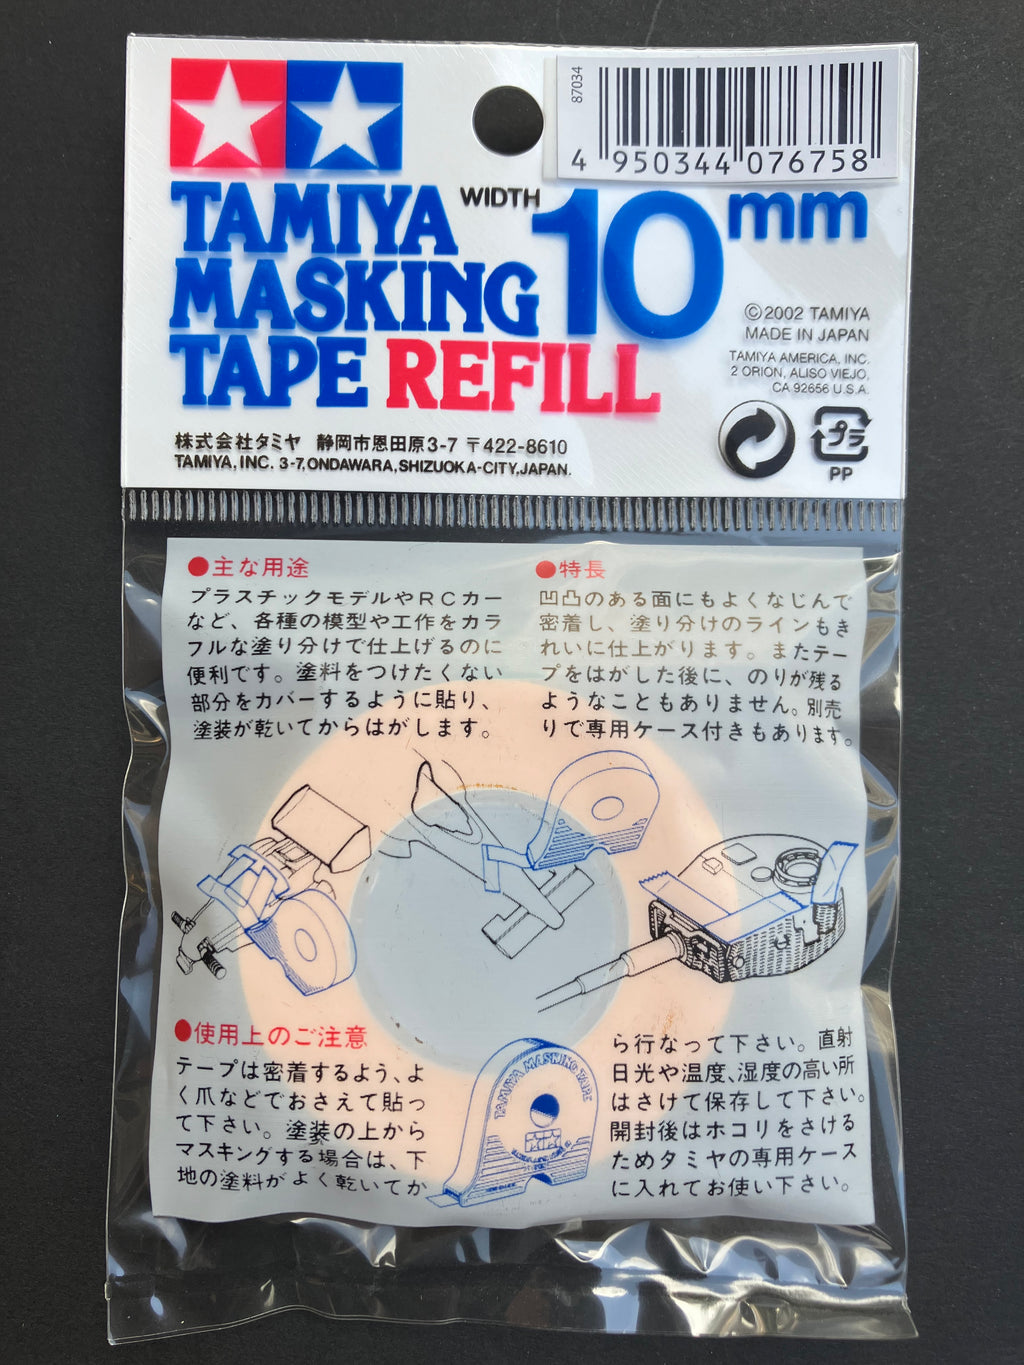 87034
4 950344 076758
TAMIYA
WIDTH
10mm
MASKING
TAPE REFILL
©2002 TAMIYA
MADE IN JAPAN
TAMIYA AMERICA, INC.
2 ORION, ALISO VIEJO,
CA 92656 U.S.A.
プラ
PP
株式会社タミヤ 静岡市恩田原3-7 〒422-8610
TAMIYA, INC. 3-7, ONDAWARA, SHIZUOKA-CITY, JAPAN.
●主な用途
プラスチックモデルやRCカー
など、各種の模型や工作をカラ
フルな塗り分けで仕上げるのに
便利です。塗料をつけたくない
部分をカバーするように貼り、
塗装が乾いてからはがします。
●特長
凹凸のある面にもよくなじんで
密着し、塗り分けのラインもき
れいに仕上がります。またテー
プをはがした後に、のりが残る
ようなこともありません。別売
りで専用ケース付きもあります。
●使用上のご注意
テープは密着するよう、よ
く爪などでおさえて貼っ
て下さい。塗装の上から
マスキングする場合は、下
地の塗料がよく乾いてか
TAMIYA MASKING TAPE
ら行なって下さい。直射
日光や温度、湿度の高い所
はさけて保存して下さい。
開封後はホコリをさける
ためタミヤの専用ケース
に入れてお使い下さい。